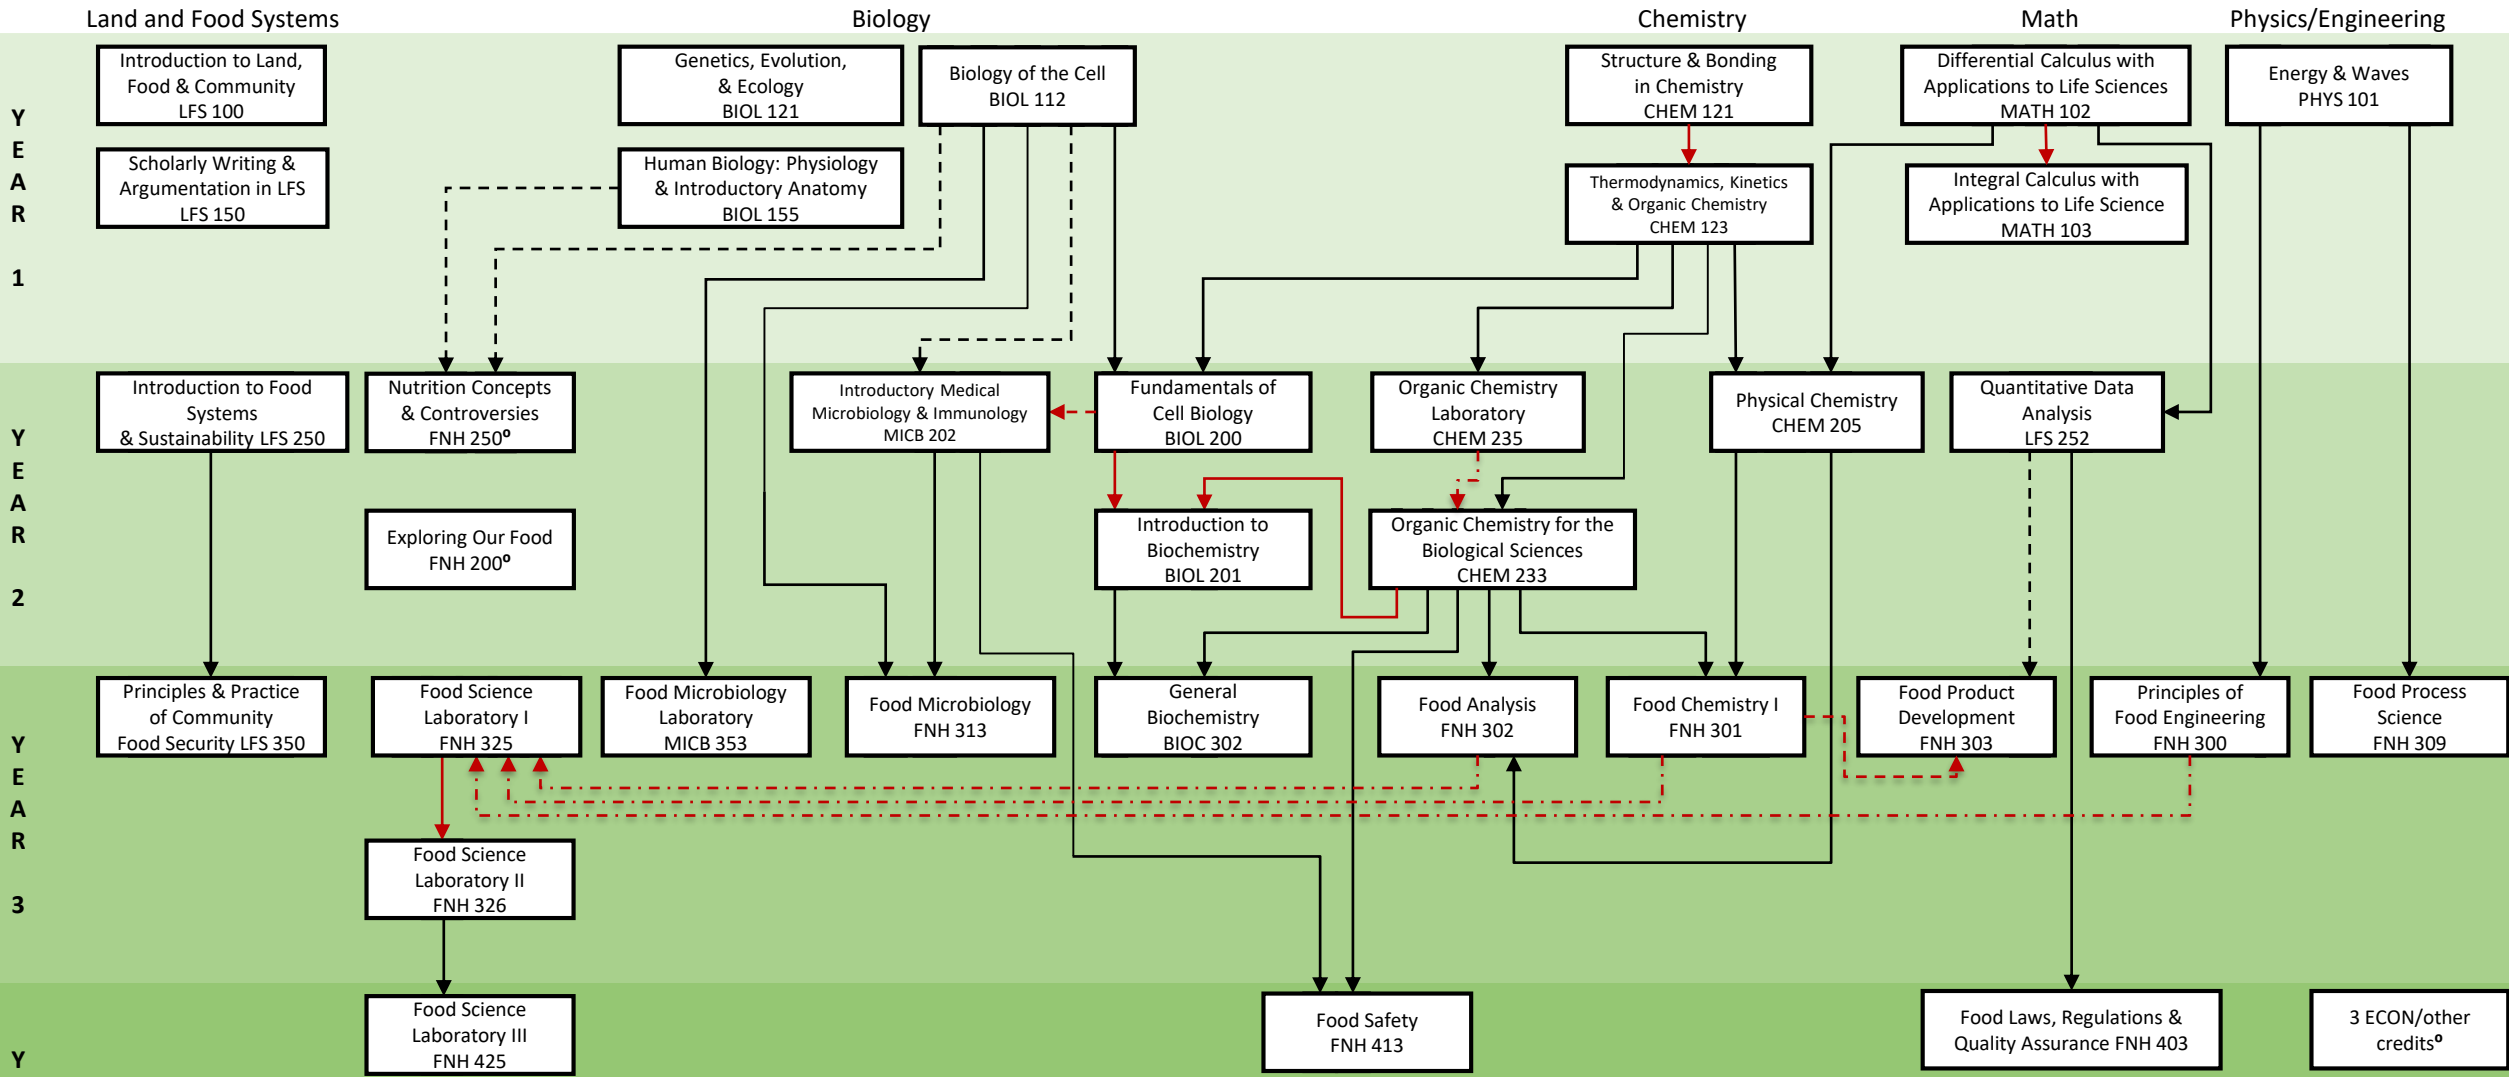 Land and Food Systems
Biology
Chemistry
Math
Physics/Engineering
Y
E
A
R
1
Introduction to Land,
Food & Community
LFS 100
Genetics, Evolution,
& Ecology
BIOL 121
Biology of the Cell
BIOL 112
Structure & Bonding
in Chemistry
CHEM 121
Differential Calculus with
Applications to Life Sciences
MATH 102
Energy & Waves
PHYS 101
Scholarly Writing &
Argumentation in LFS
LFS 150
Human Biology: Physiology
& Introductory Anatomy
BIOL 155
Thermodynamics, Kinetics
& Organic Chemistry
CHEM 123
Integral Calculus with
Applications to Life Science
MATH 103
Y
E
A
R
2
Introduction to Food
Systems
& Sustainability LFS 250
Nutrition Concepts
& Controversies
FNH 250⁰
Introductory Medical
Microbiology & Immunology
MICB 202
Fundamentals of
Cell Biology
BIOL 200
Organic Chemistry
Laboratory
CHEM 235
Physical Chemistry
CHEM 205
Quantitative Data
Analysis
LFS 252
Exploring Our Food
FNH 200⁰
Introduction to
Biochemistry
BIOL 201
Organic Chemistry for the
Biological Sciences
CHEM 233
Y
E
A
R
3
Principles & Practice
of Community
Food Security LFS 350
Food Science
Laboratory I
FNH 325
Food Microbiology
Laboratory
MICB 353
Food Microbiology
FNH 313
General
Biochemistry
BIOC 302
Food Analysis
FNH 302
Food Chemistry I
FNH 301
Food Product
Development
FNH 303
Principles of
Food Engineering
FNH 300
Food Process
Science
FNH 309
Food Science
Laboratory II
FNH 326
Y
Food Science
Laboratory III
FNH 425
Food Safety
FNH 413
Food Laws, Regulations &
Quality Assurance FNH 403
3 ECON/other
credits⁰